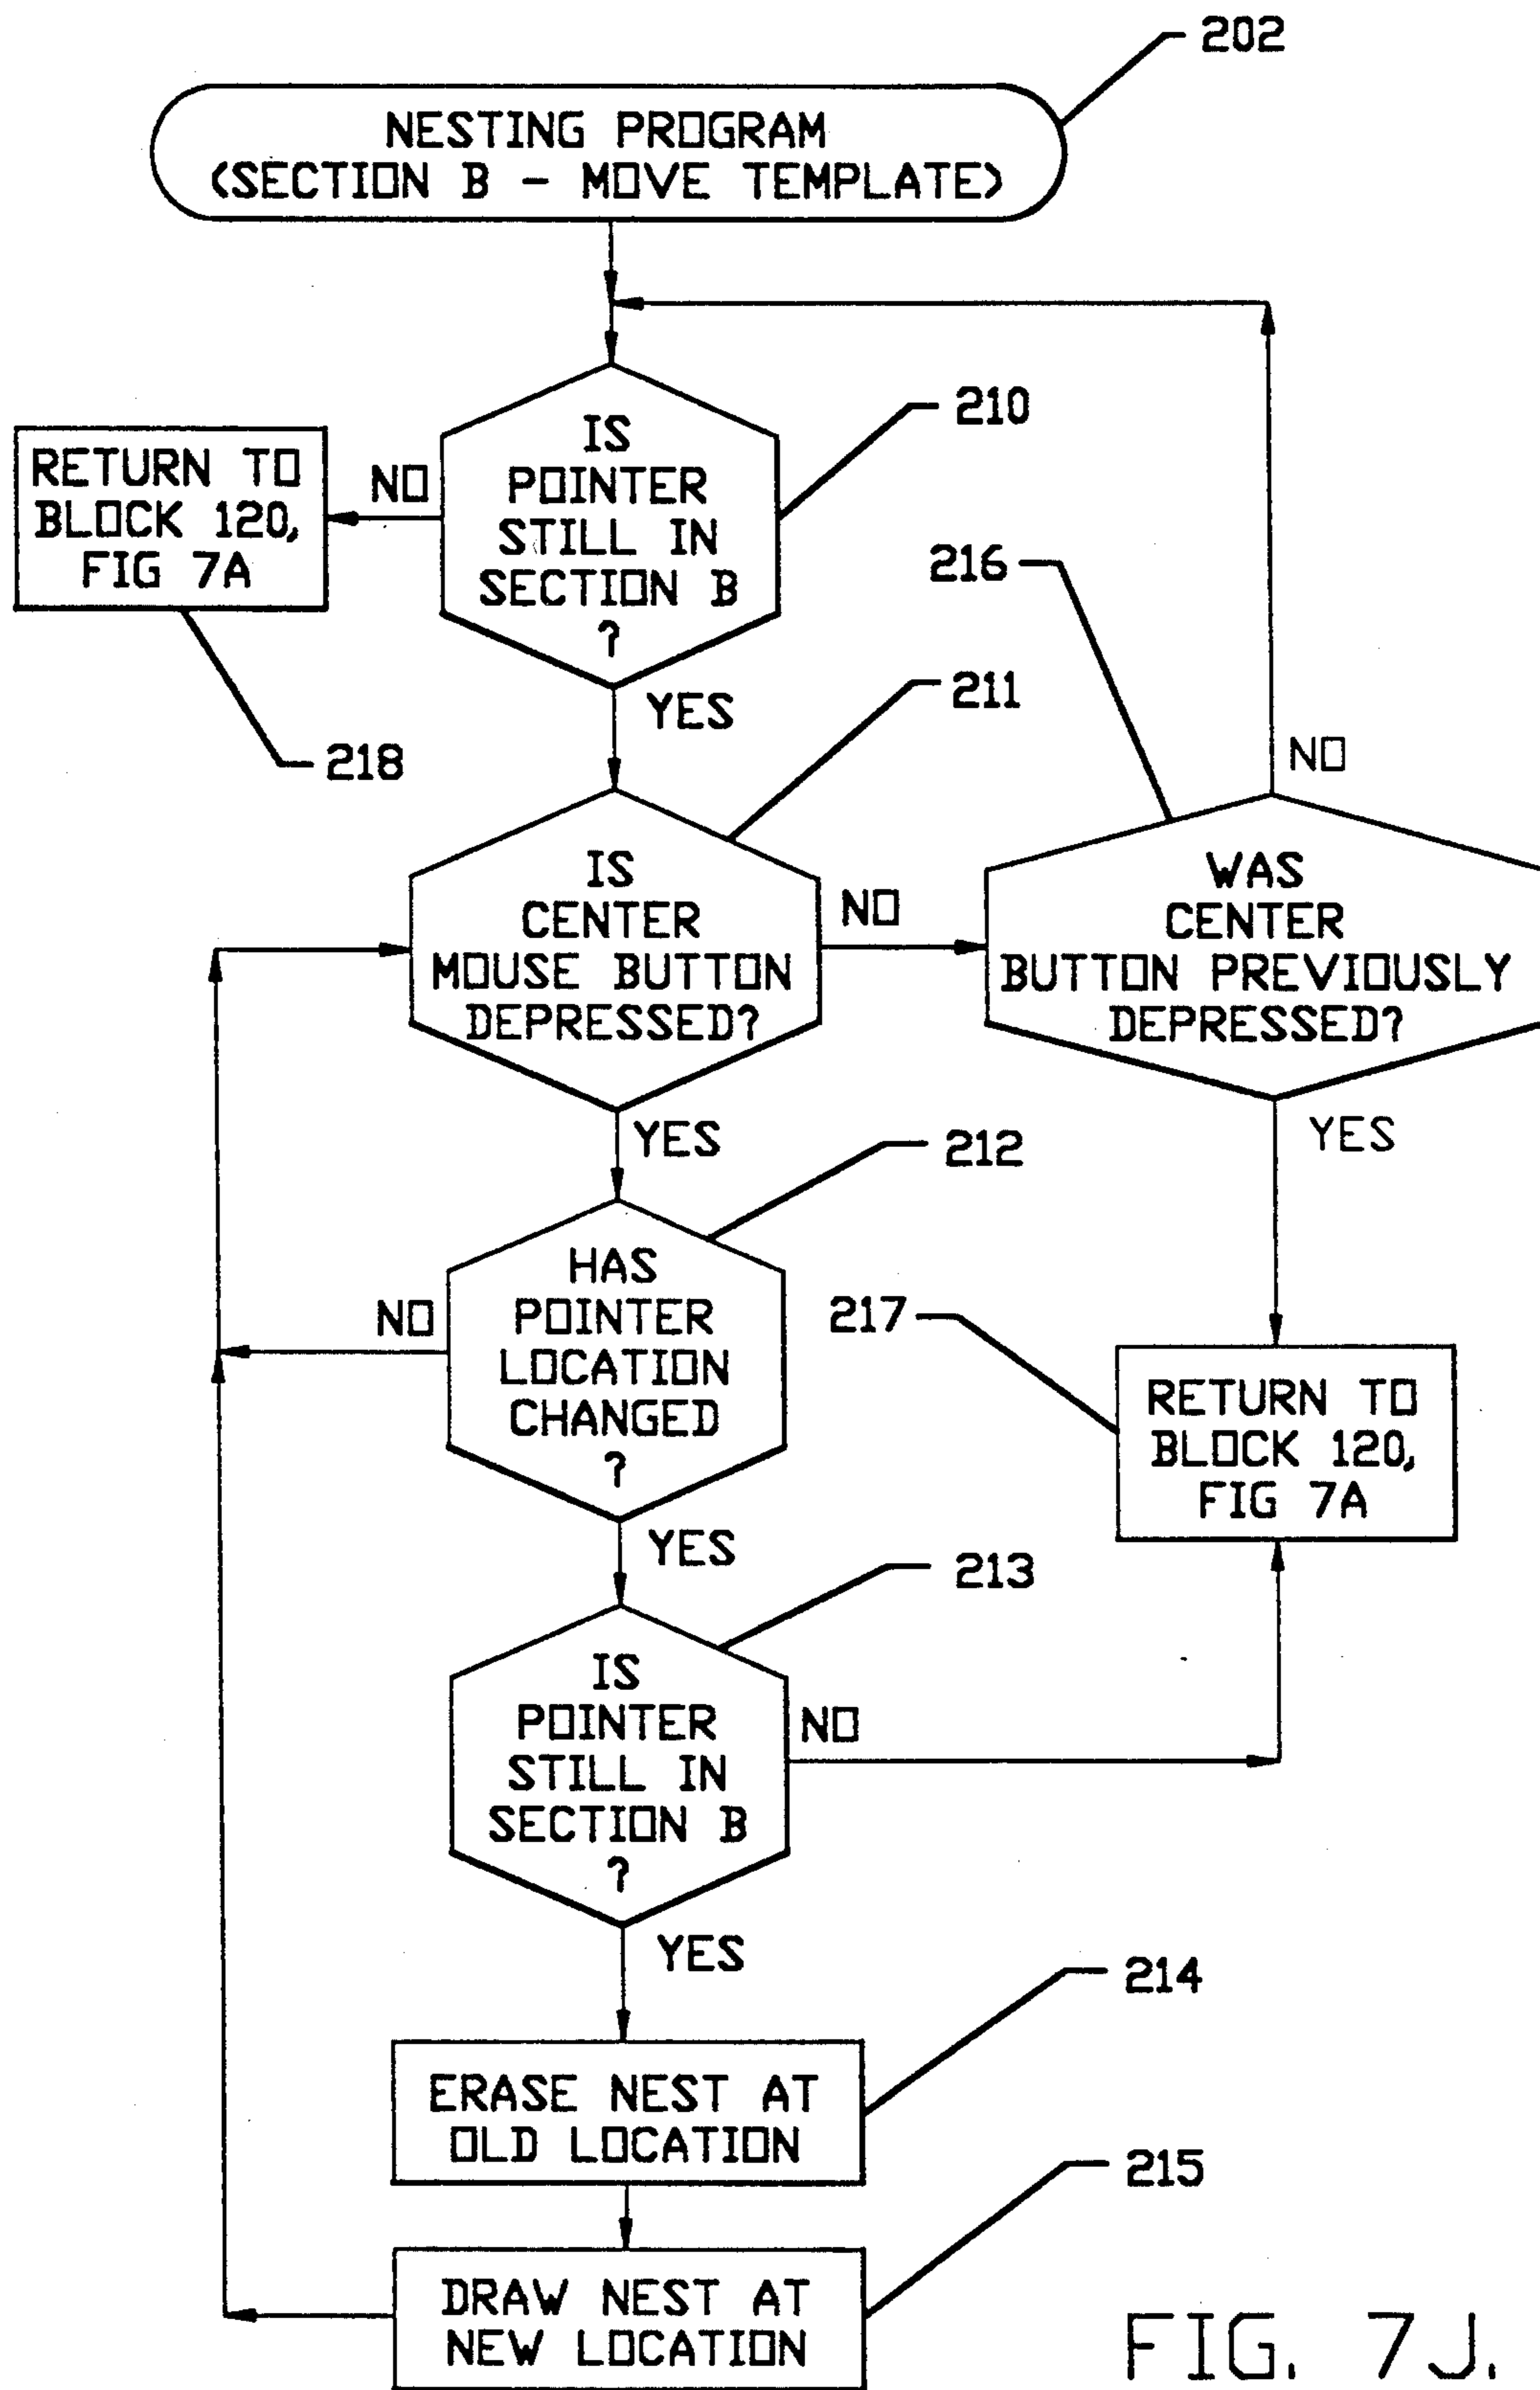 202
NESTING PROGRAM
(SECTION B - MOVE TEMPLATE)
210
IS
POINTER
STILL IN
SECTION B
?
NO
RETURN TO
BLOCK 120,
FIG 7A
218
YES
211
216
NO
IS
CENTER
MOUSE BUTTON
DEPRESSED?
NO
WAS
CENTER
BUTTON PREVIOUSLY
DEPRESSED?
YES
YES
212
HAS
POINTER
LOCATION
CHANGED
?
NO
217
RETURN TO
BLOCK 120,
FIG 7A
YES
213
IS
POINTER
STILL IN
SECTION B
?
NO
YES
214
ERASE NEST AT
OLD LOCATION
215
DRAW NEST AT
NEW LOCATION
FIG. 7J.